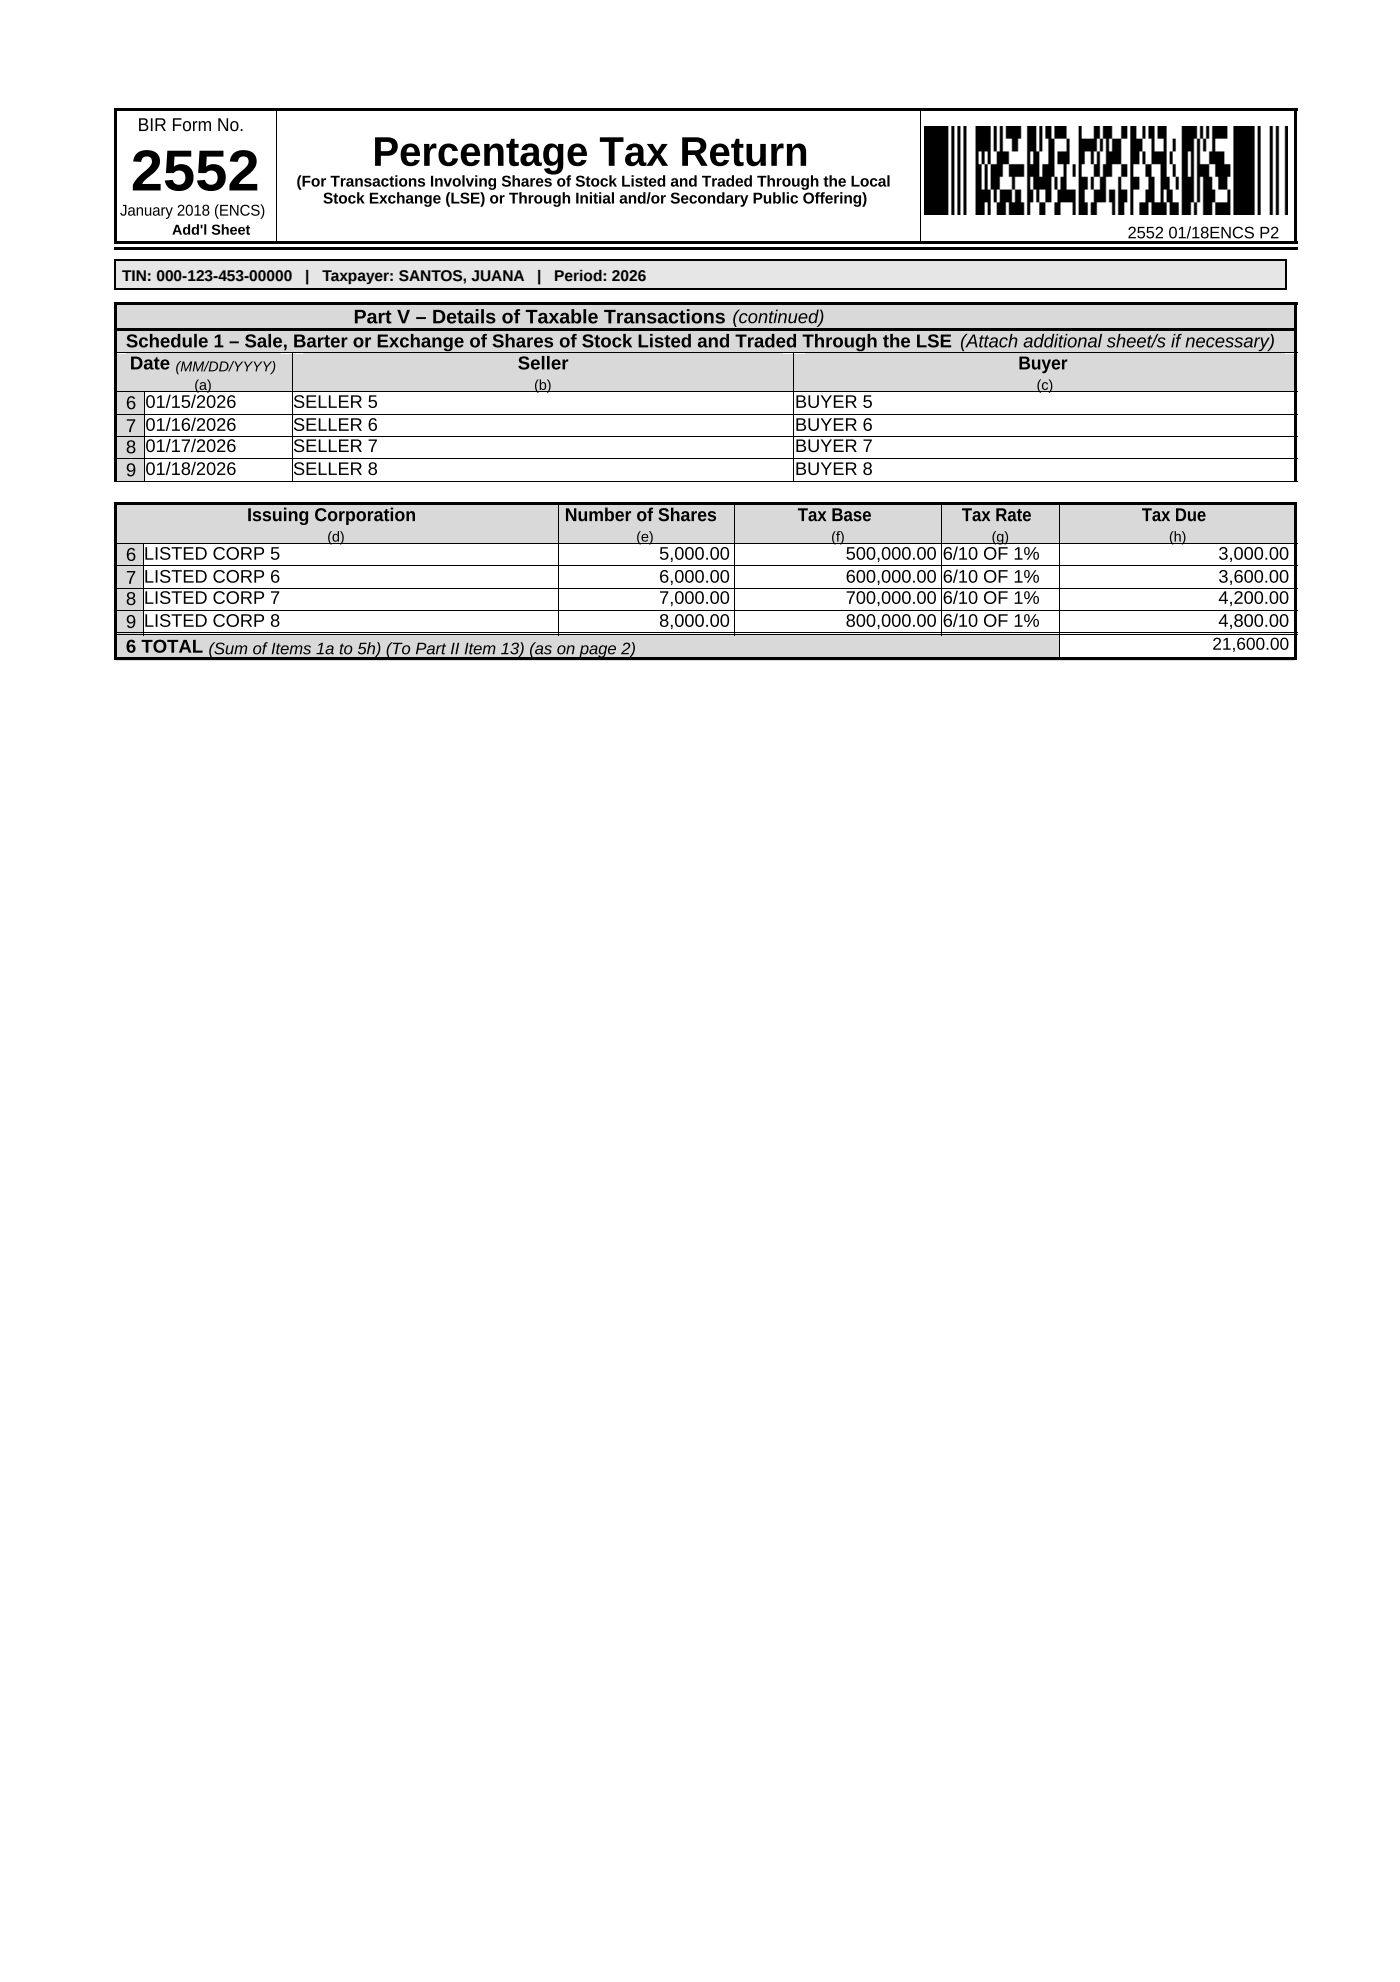 BIR Form No.
2552
January 2018 (ENCS)
Add'l Sheet
Percentage Tax Return
(For Transactions Involving Shares of Stock Listed and Traded Through the Local
Stock Exchange (LSE) or Through Initial and/or Secondary Public Offering)
2552 01/18ENCS P2
TIN: 000-123-453-00000 | Taxpayer: SANTOS, JUANA | Period: 2026
Part V – Details of Taxable Transactions (continued)
Schedule 1 – Sale, Barter or Exchange of Shares of Stock Listed and Traded Through the LSE (Attach additional sheet/s if necessary)
Date (MM/DD/YYYY) Seller Buyer
(a) (b) (c)
6 01/15/2026 SELLER 5 BUYER 5
7 01/16/2026 SELLER 6 BUYER 6
8 01/17/2026 SELLER 7 BUYER 7
9 01/18/2026 SELLER 8 BUYER 8
Issuing Corporation Number of Shares Tax Base Tax Rate Tax Due
(d) (e) (f) (g) (h)
6 LISTED CORP 5 5,000.00 500,000.00 6/10 OF 1% 3,000.00
7 LISTED CORP 6 6,000.00 600,000.00 6/10 OF 1% 3,600.00
8 LISTED CORP 7 7,000.00 700,000.00 6/10 OF 1% 4,200.00
9 LISTED CORP 8 8,000.00 800,000.00 6/10 OF 1% 4,800.00
6 TOTAL (Sum of Items 1a to 5h) (To Part II Item 13) (as on page 2) 21,600.00